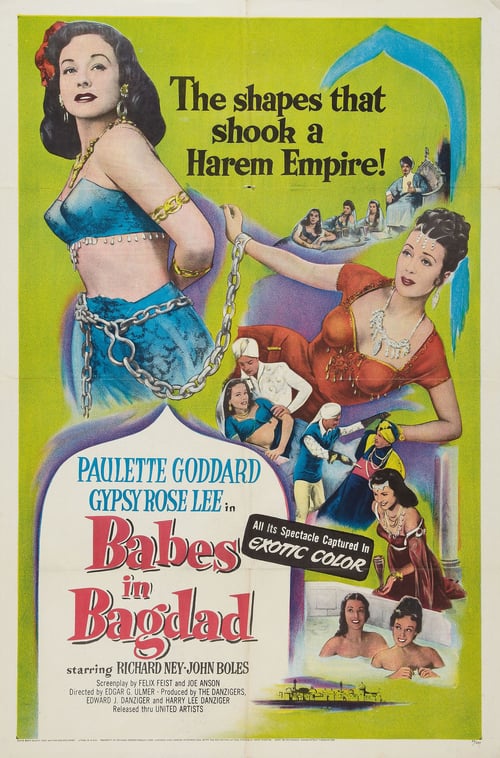 The shapes that
shook a
Harem Empire!
PAULETTE GODDARD
GYPSY ROSE LEE in
Babes
in
Bagdad
All Its Spectacle Captured In
EXOTIC COLOR
starring RICHARD NEY·JOHN BOLES
Screenplay by FELIX FEIST and JOE ANSON
Directed by EDGAR G. ULMER · Produced by THE DANZIGERS,
EDWARD J. DANZIGER and HARRY LEE DANZIGER
Released thru UNITED ARTISTS